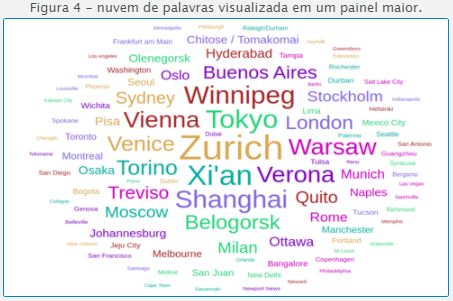 Figura 4 - nuvem de palavras visualizada em um painel maior.
Minneapolis Pittsburgh Raleigh/Durham
Frankfurt am Main Chitose / Tomakomai Norfolk
Los Angeles Olenegorsk Hyderabad Tampa Greensboro Edmonton
Washington Oslo Buenos Aires Rochester
Mumbai Seoul Durban Salt Lake City
Louisville Phoenix Berlin
Kansas City Sydney Winnipeg Stockholm Indianapolis
Wichita Lima Helsinki
Spokane Pisa Vienna Tokyo London Mexico City
Chengdu Toronto Dubai Palermo Seattle
Venice Zurich Warsaw San Antonio
Yokohama Montreal Tulsa Reno Guangzhou
Syracuse
San Diego Osaka Torino Xi'an Verona Munich Bergamo
Paris Dublin Las Vegas
Bogota Treviso Shanghai Quito Naples Nashville
Cologne
Genova Moscow Rome Tucson Richmond
Belleville Belogorsk Memphis
Johannesburg Manchester
New Orleans Jeju City Milan Ottawa Portland Greenville
San Francisco Melbourne St Louis
Santiago Orlando Bangalore Copenhagen
Moline San Juan New Delhi Philadelphia
Cape Town Savannah Newport News Newark